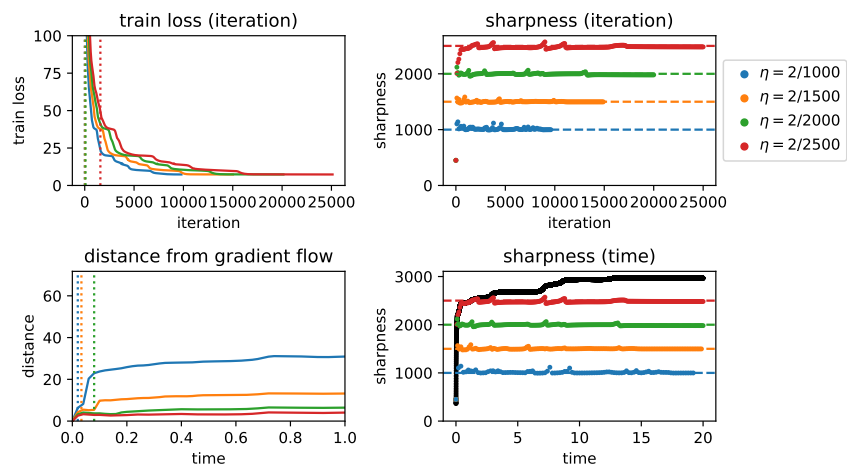 train loss (iteration)
100
75
50
25
0
train loss
0 5000 10000 15000 20000 25000
iteration
sharpness (iteration)
2000
1000
0
sharpness
0 5000 10000 15000 20000 25000
iteration
η = 2/1000
η = 2/1500
η = 2/2000
η = 2/2500
distance from gradient flow
60
40
20
0
distance
0.0 0.2 0.4 0.6 0.8 1.0
time
sharpness (time)
3000
2000
1000
0
sharpness
0 5 10 15 20
time